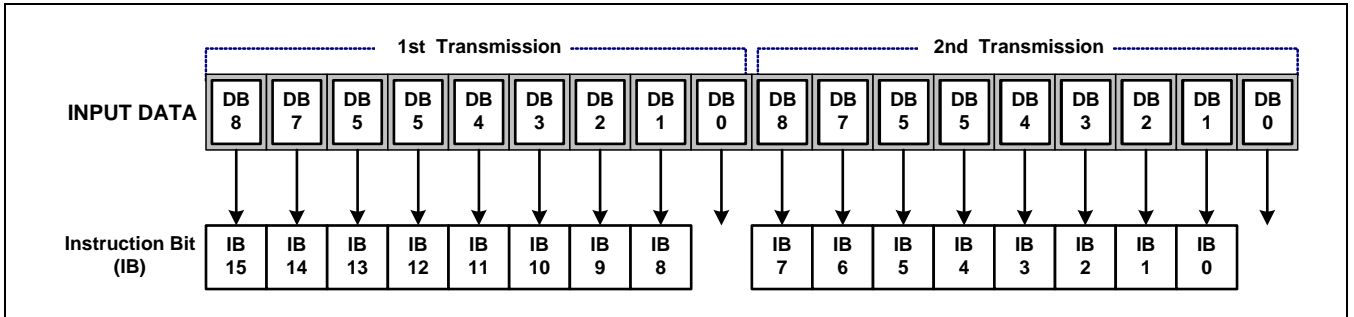 1st Transmission 2nd Transmission
INPUT DATA DB 8 DB 7 DB 5 DB 5 DB 4 DB 3 DB 2 DB 1 DB 0 DB 8 DB 7 DB 5 DB 5 DB 4 DB 3 DB 2 DB 1 DB 0
Instruction Bit (IB) IB 15 IB 14 IB 13 IB 12 IB 11 IB 10 IB 9 IB 8 IB 7 IB 6 IB 5 IB 4 IB 3 IB 2 IB 1 IB 0